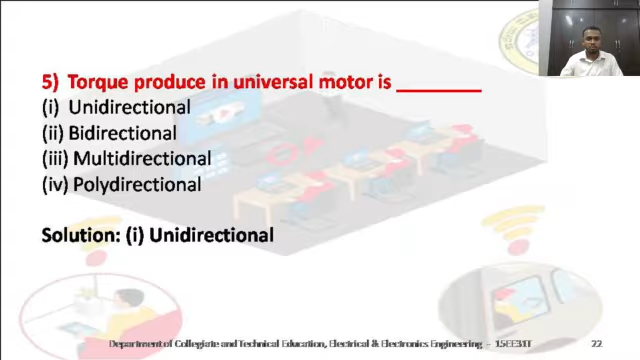 5) Torque produce in universal motor is ________
(i) Unidirectional
(ii) Bidirectional
(iii) Multidirectional
(iv) Polydirectional
Solution: (i) Unidirectional
Department of Collegiate and Technical Education, Electrical & Electronics Engineering - 15EE31T 22